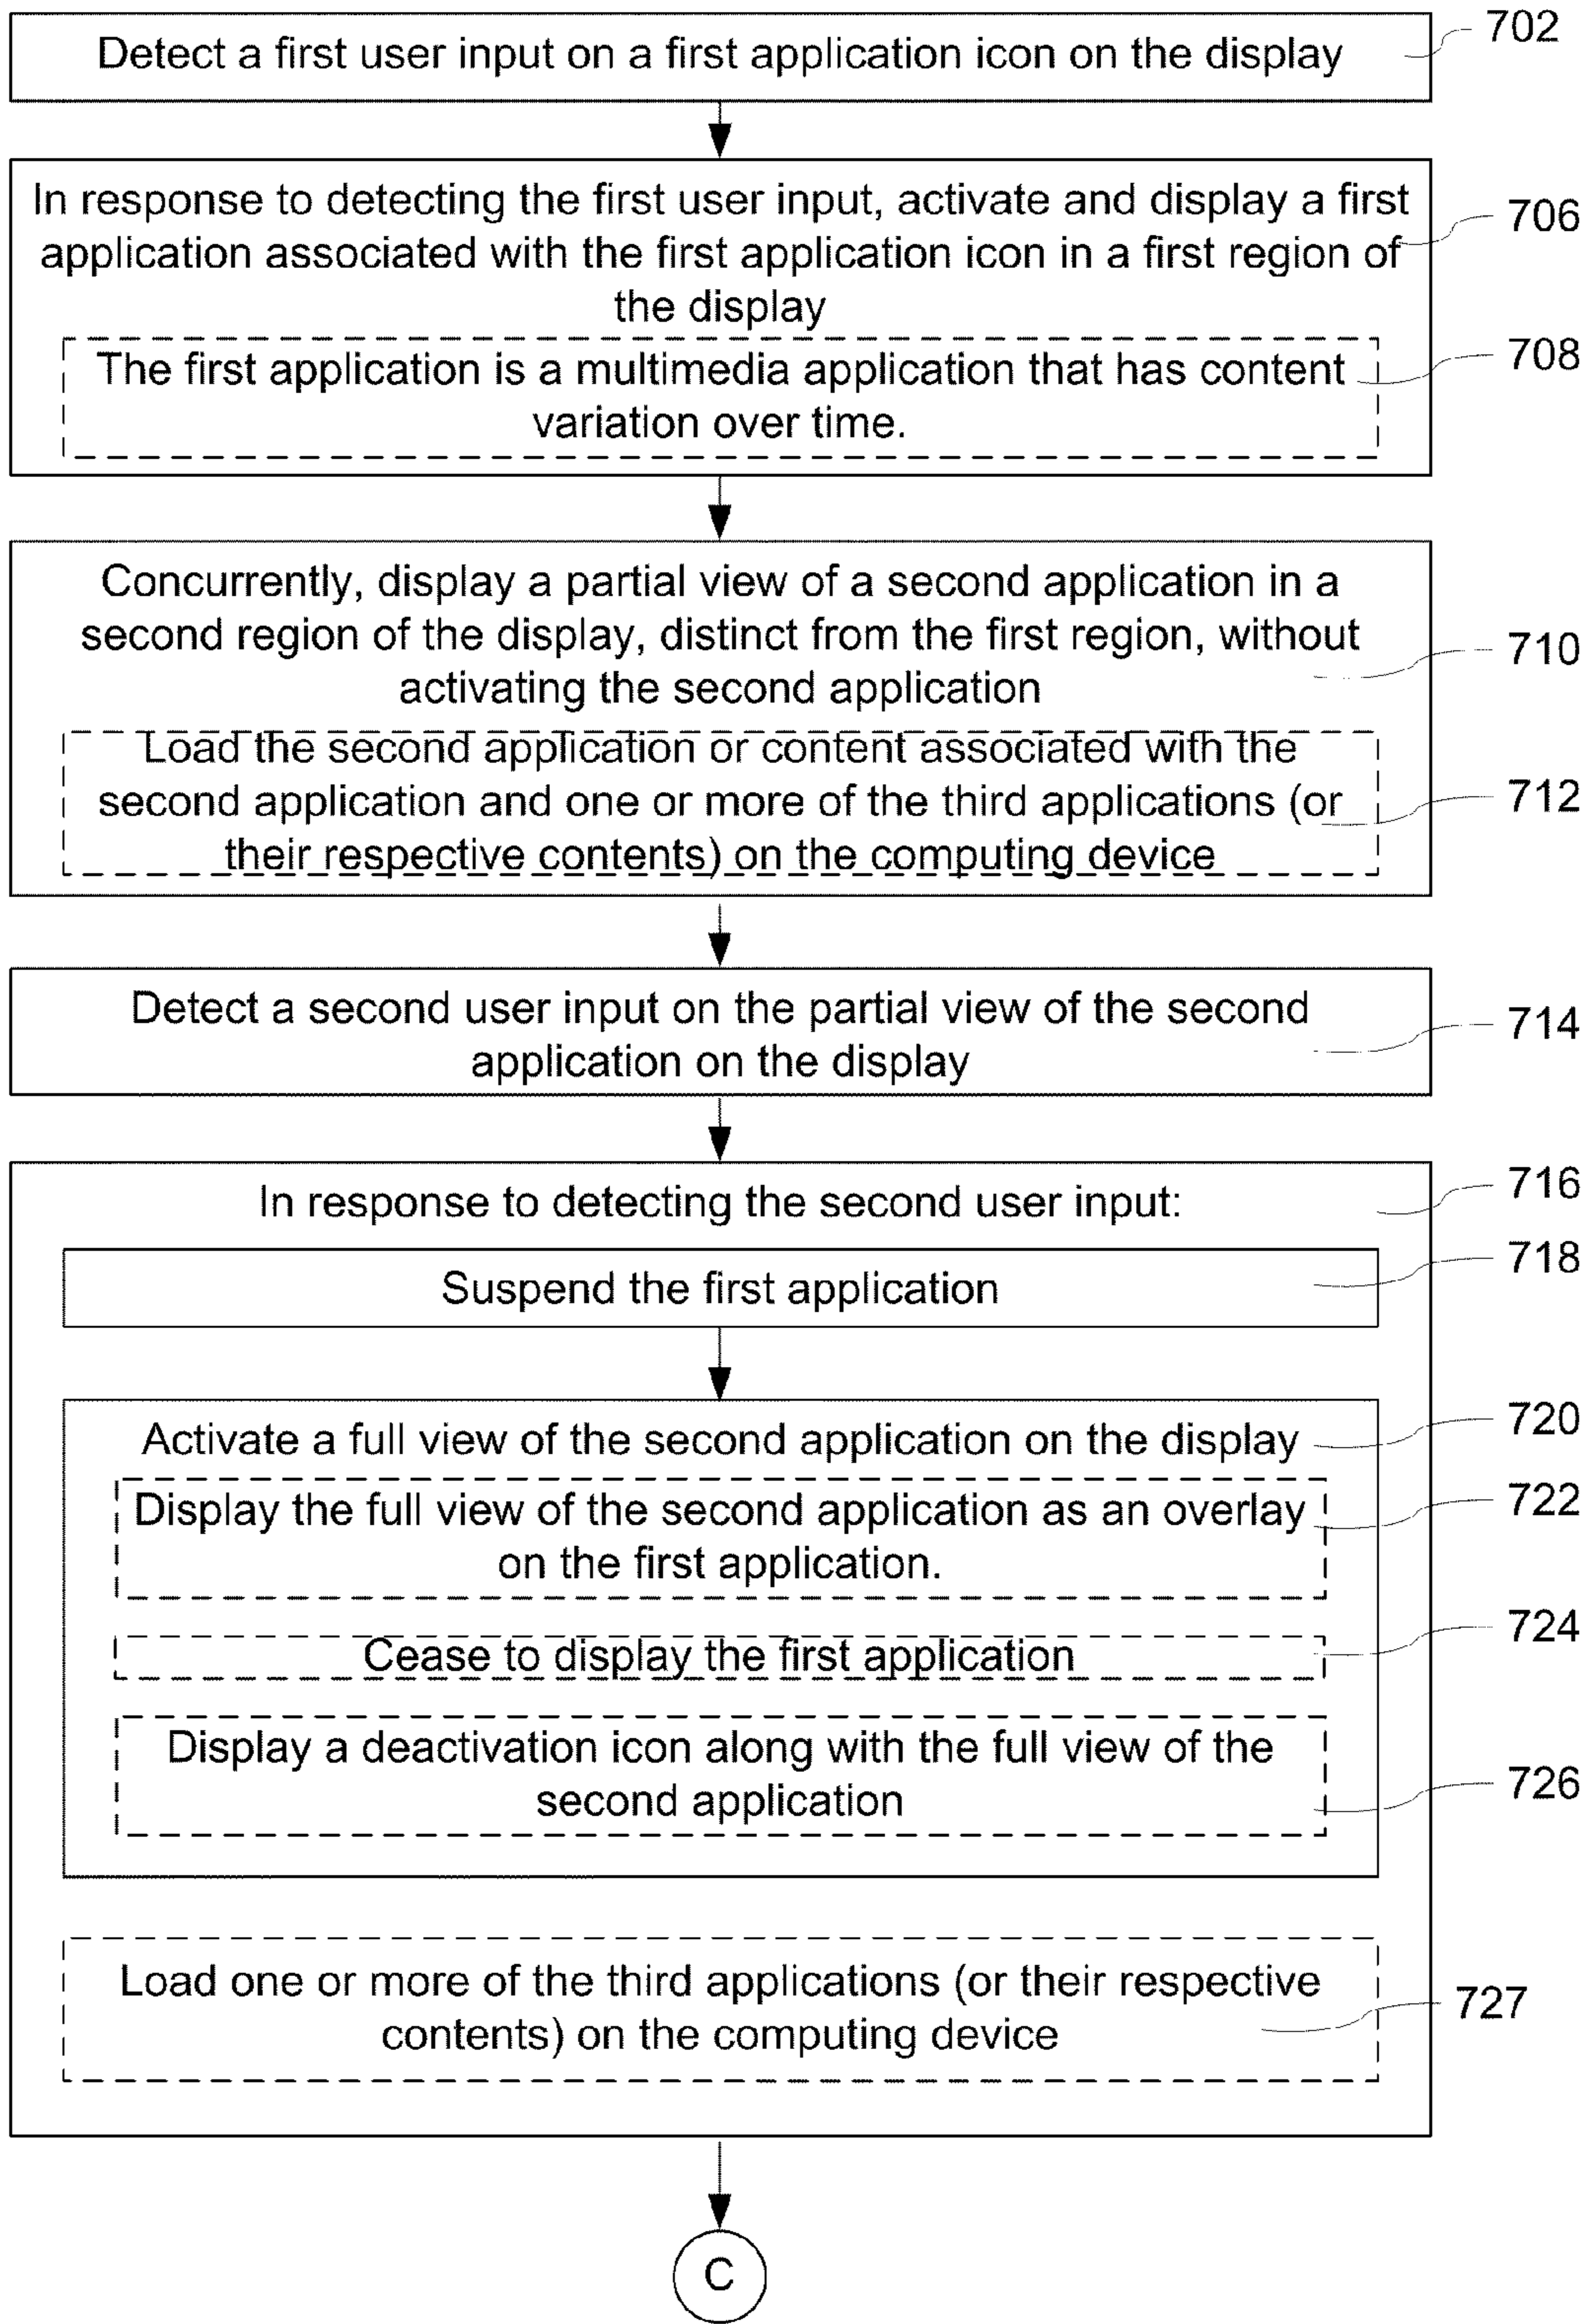 Detect a first user input on a first application icon on the display
702
In response to detecting the first user input, activate and display a first
application associated with the first application icon in a first region of
the display
706
The first application is a multimedia application that has content
variation over time.
708
Concurrently, display a partial view of a second application in a
second region of the display, distinct from the first region, without
activating the second application
710
Load the second application or content associated with the
second application and one or more of the third applications (or
their respective contents) on the computing device
712
Detect a second user input on the partial view of the second
application on the display
714
In response to detecting the second user input:
716
Suspend the first application
718
Activate a full view of the second application on the display
720
Display the full view of the second application as an overlay
on the first application.
722
Cease to display the first application
724
Display a deactivation icon along with the full view of the
second application
726
Load one or more of the third applications (or their respective
contents) on the computing device
727
C